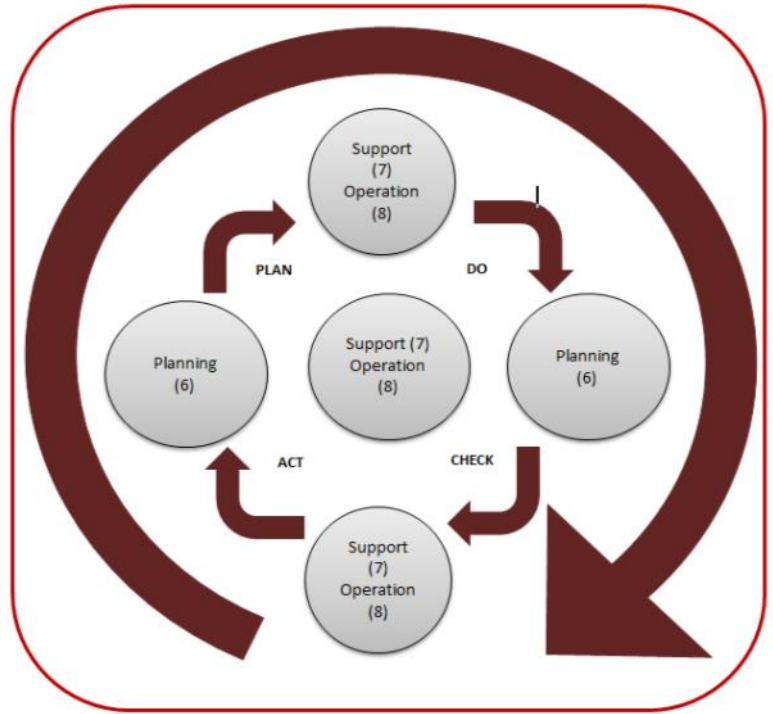 Support
(7)
Operation
(8)
PLAN
DO
Planning
(6)
Support (7)
Operation
(8)
Planning
(6)
ACT
CHECK
Support
(7)
Operation
(8)